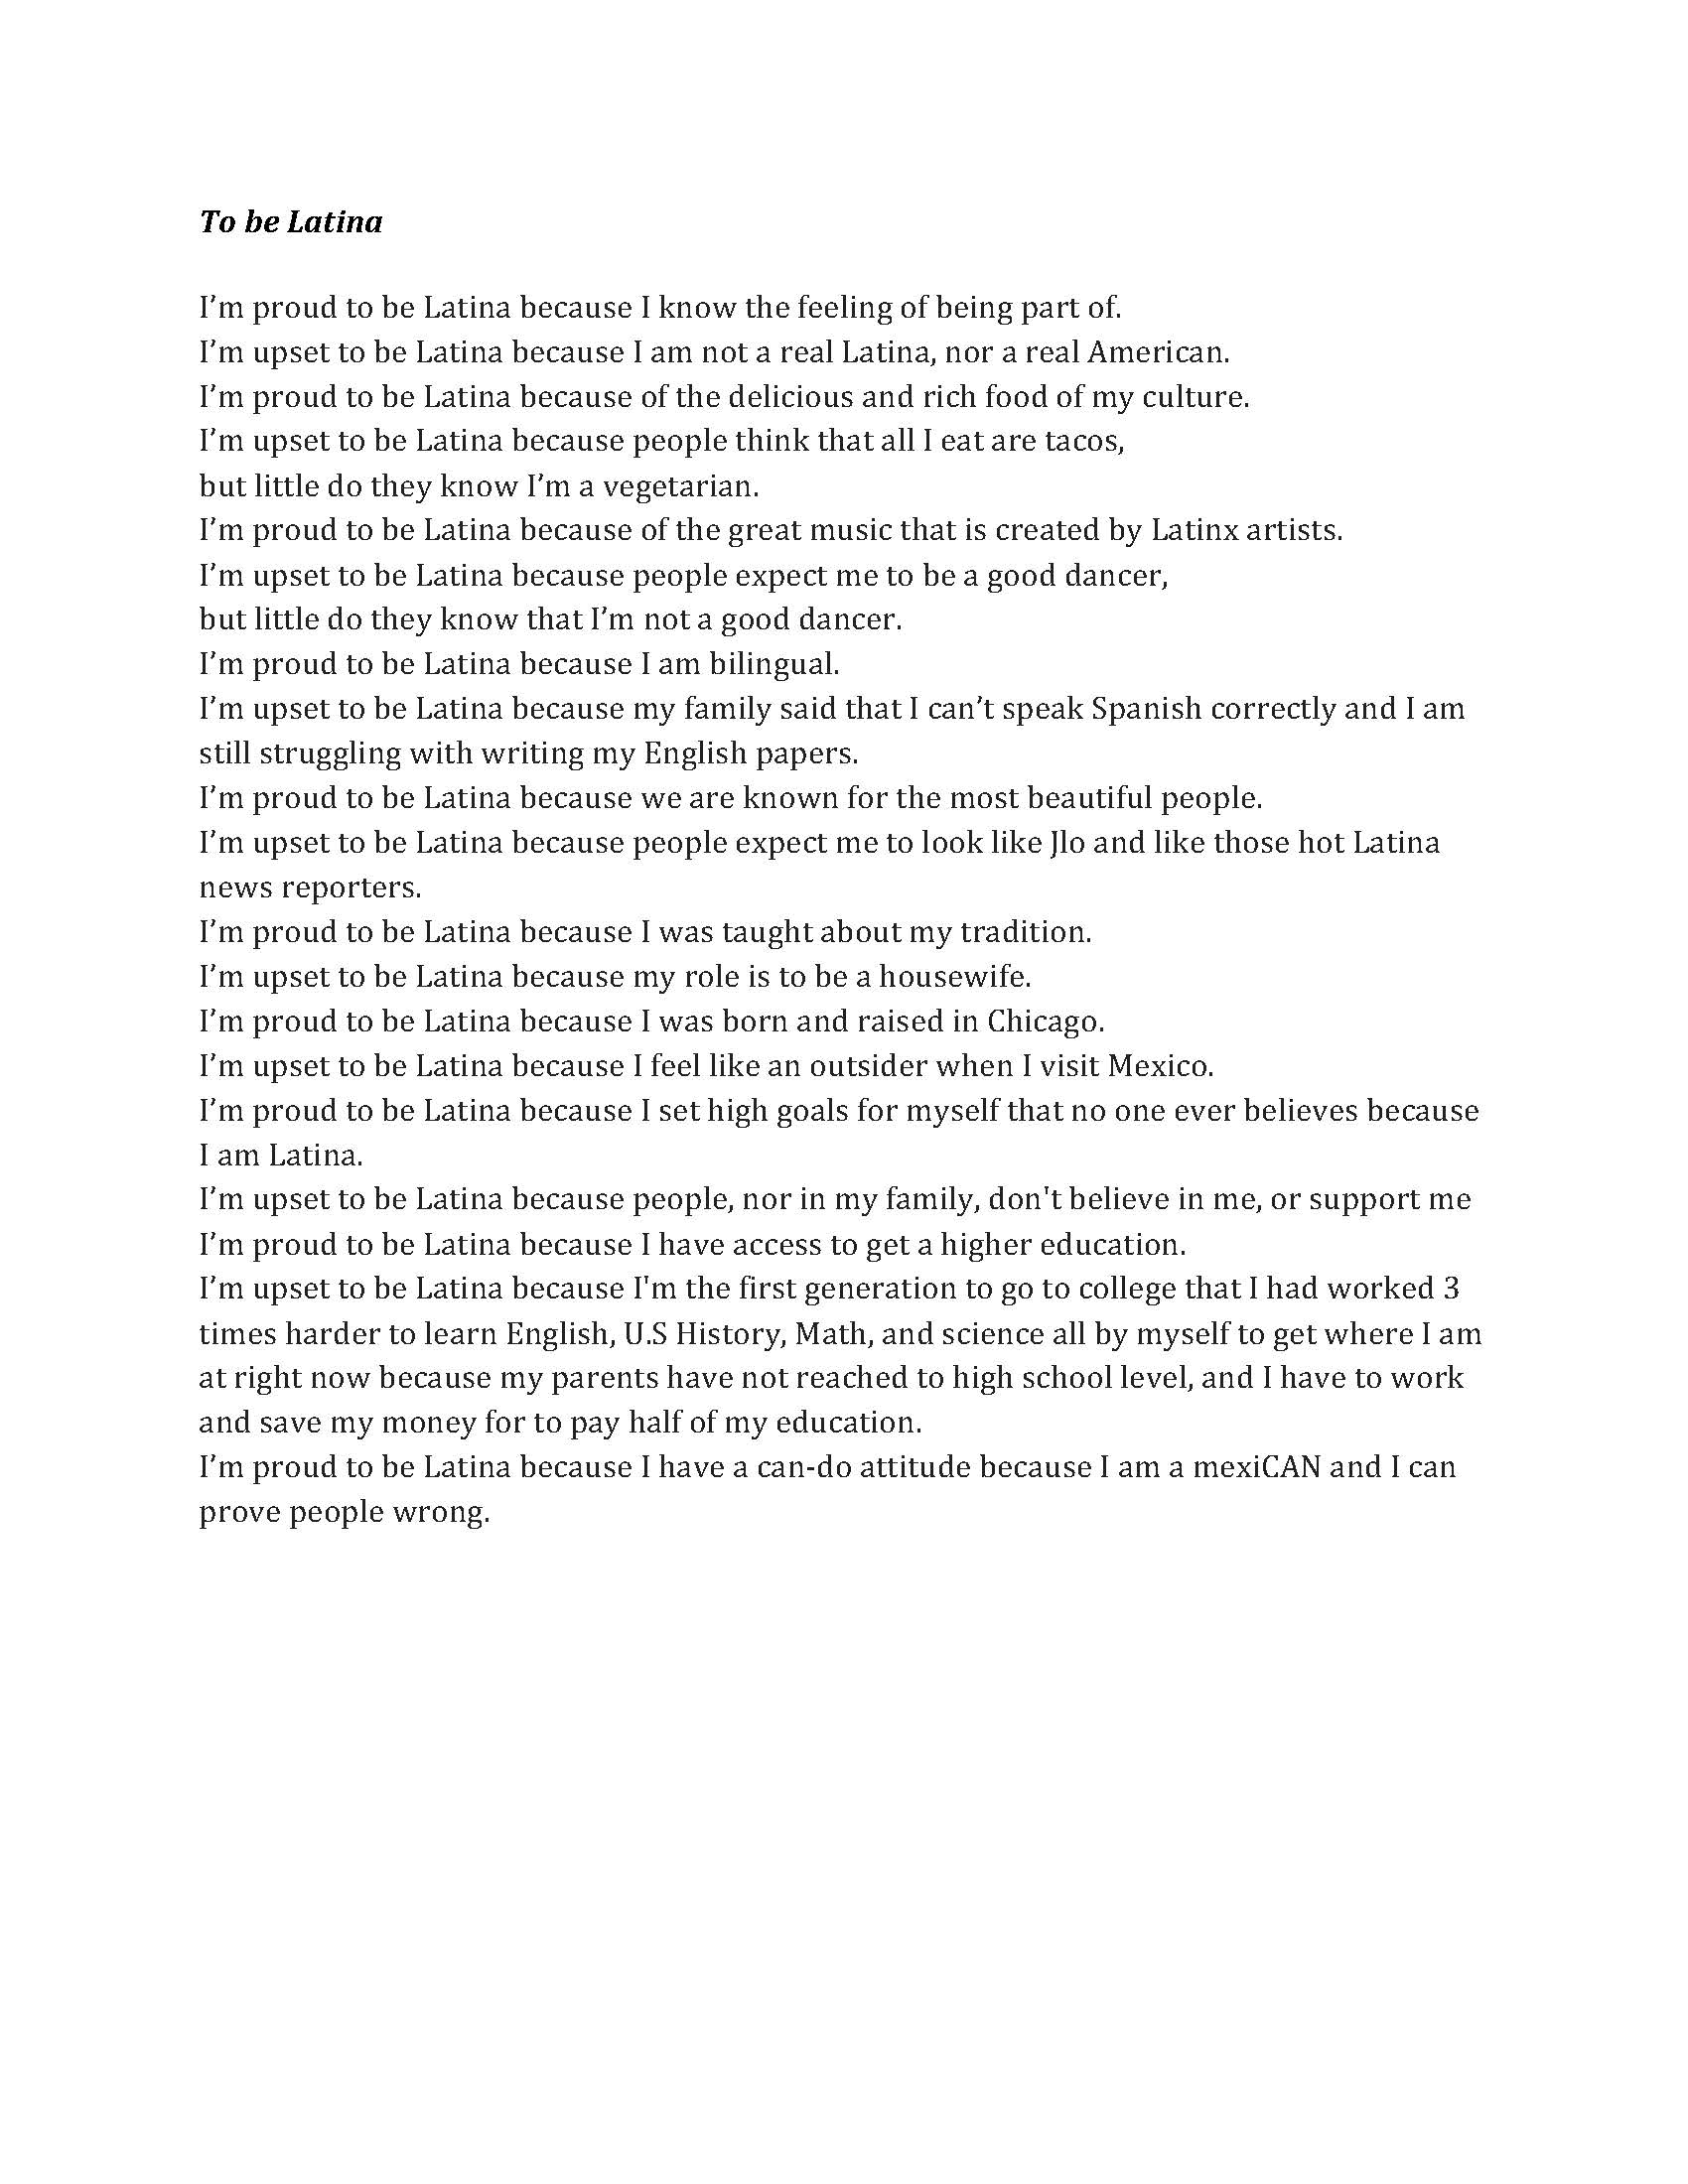 To be Latina
I’m proud to be Latina because I know the feeling of being part of.
I’m upset to be Latina because I am not a real Latina, nor a real American.
I’m proud to be Latina because of the delicious and rich food of my culture.
I’m upset to be Latina because people think that all I eat are tacos,
but little do they know I’m a vegetarian.
I’m proud to be Latina because of the great music that is created by Latinx artists.
I’m upset to be Latina because people expect me to be a good dancer,
but little do they know that I’m not a good dancer.
I’m proud to be Latina because I am bilingual.
I’m upset to be Latina because my family said that I can’t speak Spanish correctly and I am
still struggling with writing my English papers.
I’m proud to be Latina because we are known for the most beautiful people.
I’m upset to be Latina because people expect me to look like Jlo and like those hot Latina
news reporters.
I’m proud to be Latina because I was taught about my tradition.
I’m upset to be Latina because my role is to be a housewife.
I’m proud to be Latina because I was born and raised in Chicago.
I’m upset to be Latina because I feel like an outsider when I visit Mexico.
I’m proud to be Latina because I set high goals for myself that no one ever believes because
I am Latina.
I’m upset to be Latina because people, nor in my family, don't believe in me, or support me
I’m proud to be Latina because I have access to get a higher education.
I’m upset to be Latina because I'm the first generation to go to college that I had worked 3
times harder to learn English, U.S History, Math, and science all by myself to get where I am
at right now because my parents have not reached to high school level, and I have to work
and save my money for to pay half of my education.
I’m proud to be Latina because I have a can-do attitude because I am a mexiCAN and I can
prove people wrong.